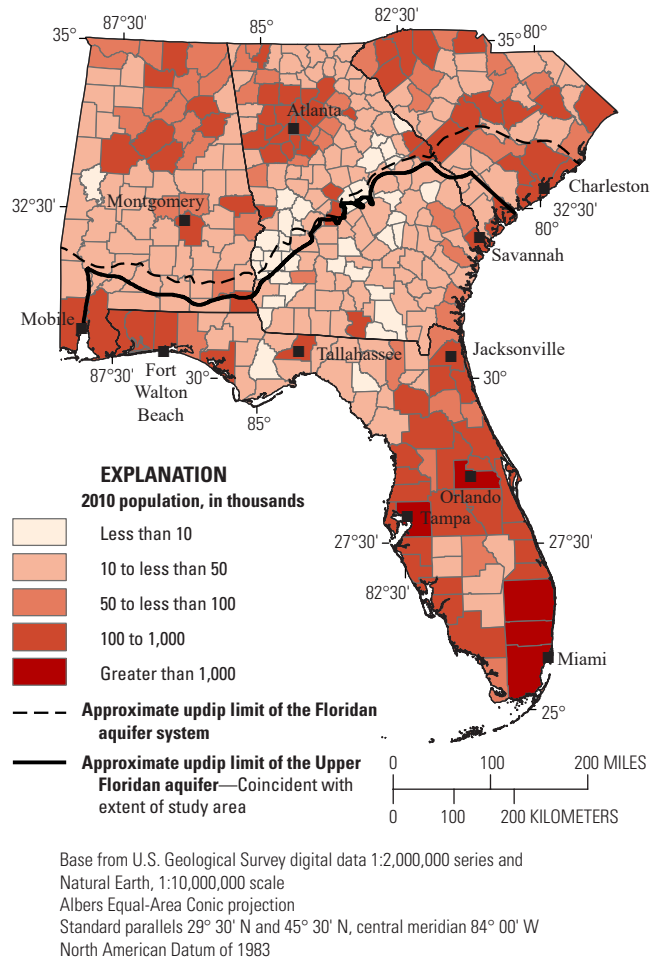 87°30'
85°
82°30'
35°
35°
80°
Atlanta
32°30'
Montgomery
Charleston
32°30'
80°
Savannah
Mobile
Tallahassee
Jacksonville
87°30'
Fort
Walton
Beach
30°
30°
85°
EXPLANATION
2010 population, in thousands
Less than 10
10 to less than 50
50 to less than 100
100 to 1,000
Greater than 1,000
Orlando
Tampa
27°30'
27°30'
82°30'
Miami
25°
Approximate updip limit of the Floridan
aquifer system
Approximate updip limit of the Upper
Floridan aquifer—Coincident with
extent of study area
0 100 200 MILES
0 100 200 KILOMETERS
Base from U.S. Geological Survey digital data 1:2,000,000 series and
Natural Earth, 1:10,000,000 scale
Albers Equal-Area Conic projection
Standard parallels 29° 30' N and 45° 30' N, central meridian 84° 00' W
North American Datum of 1983